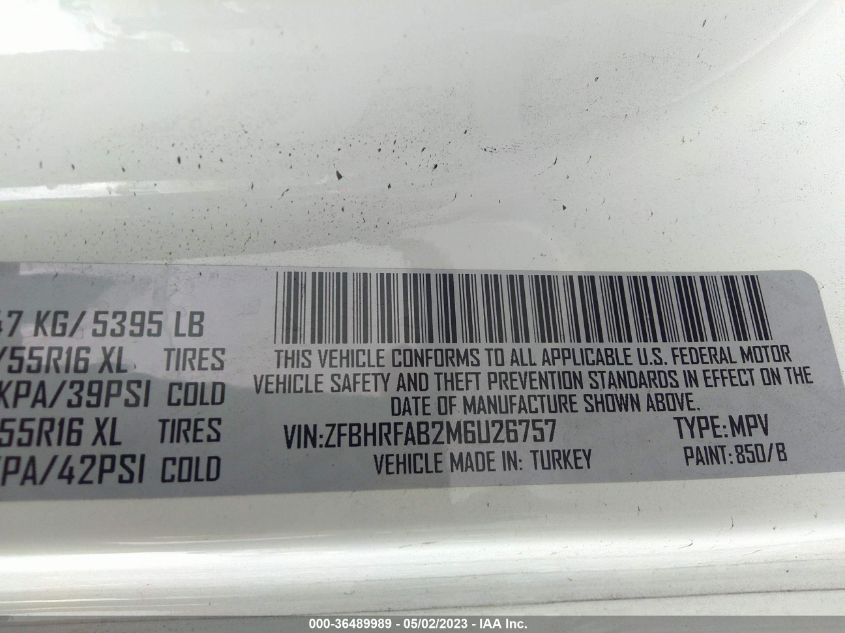 7 KG/ 5395 LB
/55R16 XL TIRES
KPA/39PSI COLD
55R16 XL TIRES
PA/42PSI COLD
THIS VEHICLE CONFORMS TO ALL APPLICABLE U.S. FEDERAL MOTOR
VEHICLE SAFETY AND THEFT PREVENTION STANDARDS IN EFFECT ON THE
DATE OF MANUFACTURE SHOWN ABOVE.
VIN:ZFBHRFAB2M6U26757 TYPE:MPV
VEHICLE MADE IN: TURKEY PAINT:850/B
000-36489989 - 05/02/2023 - IAA Inc.